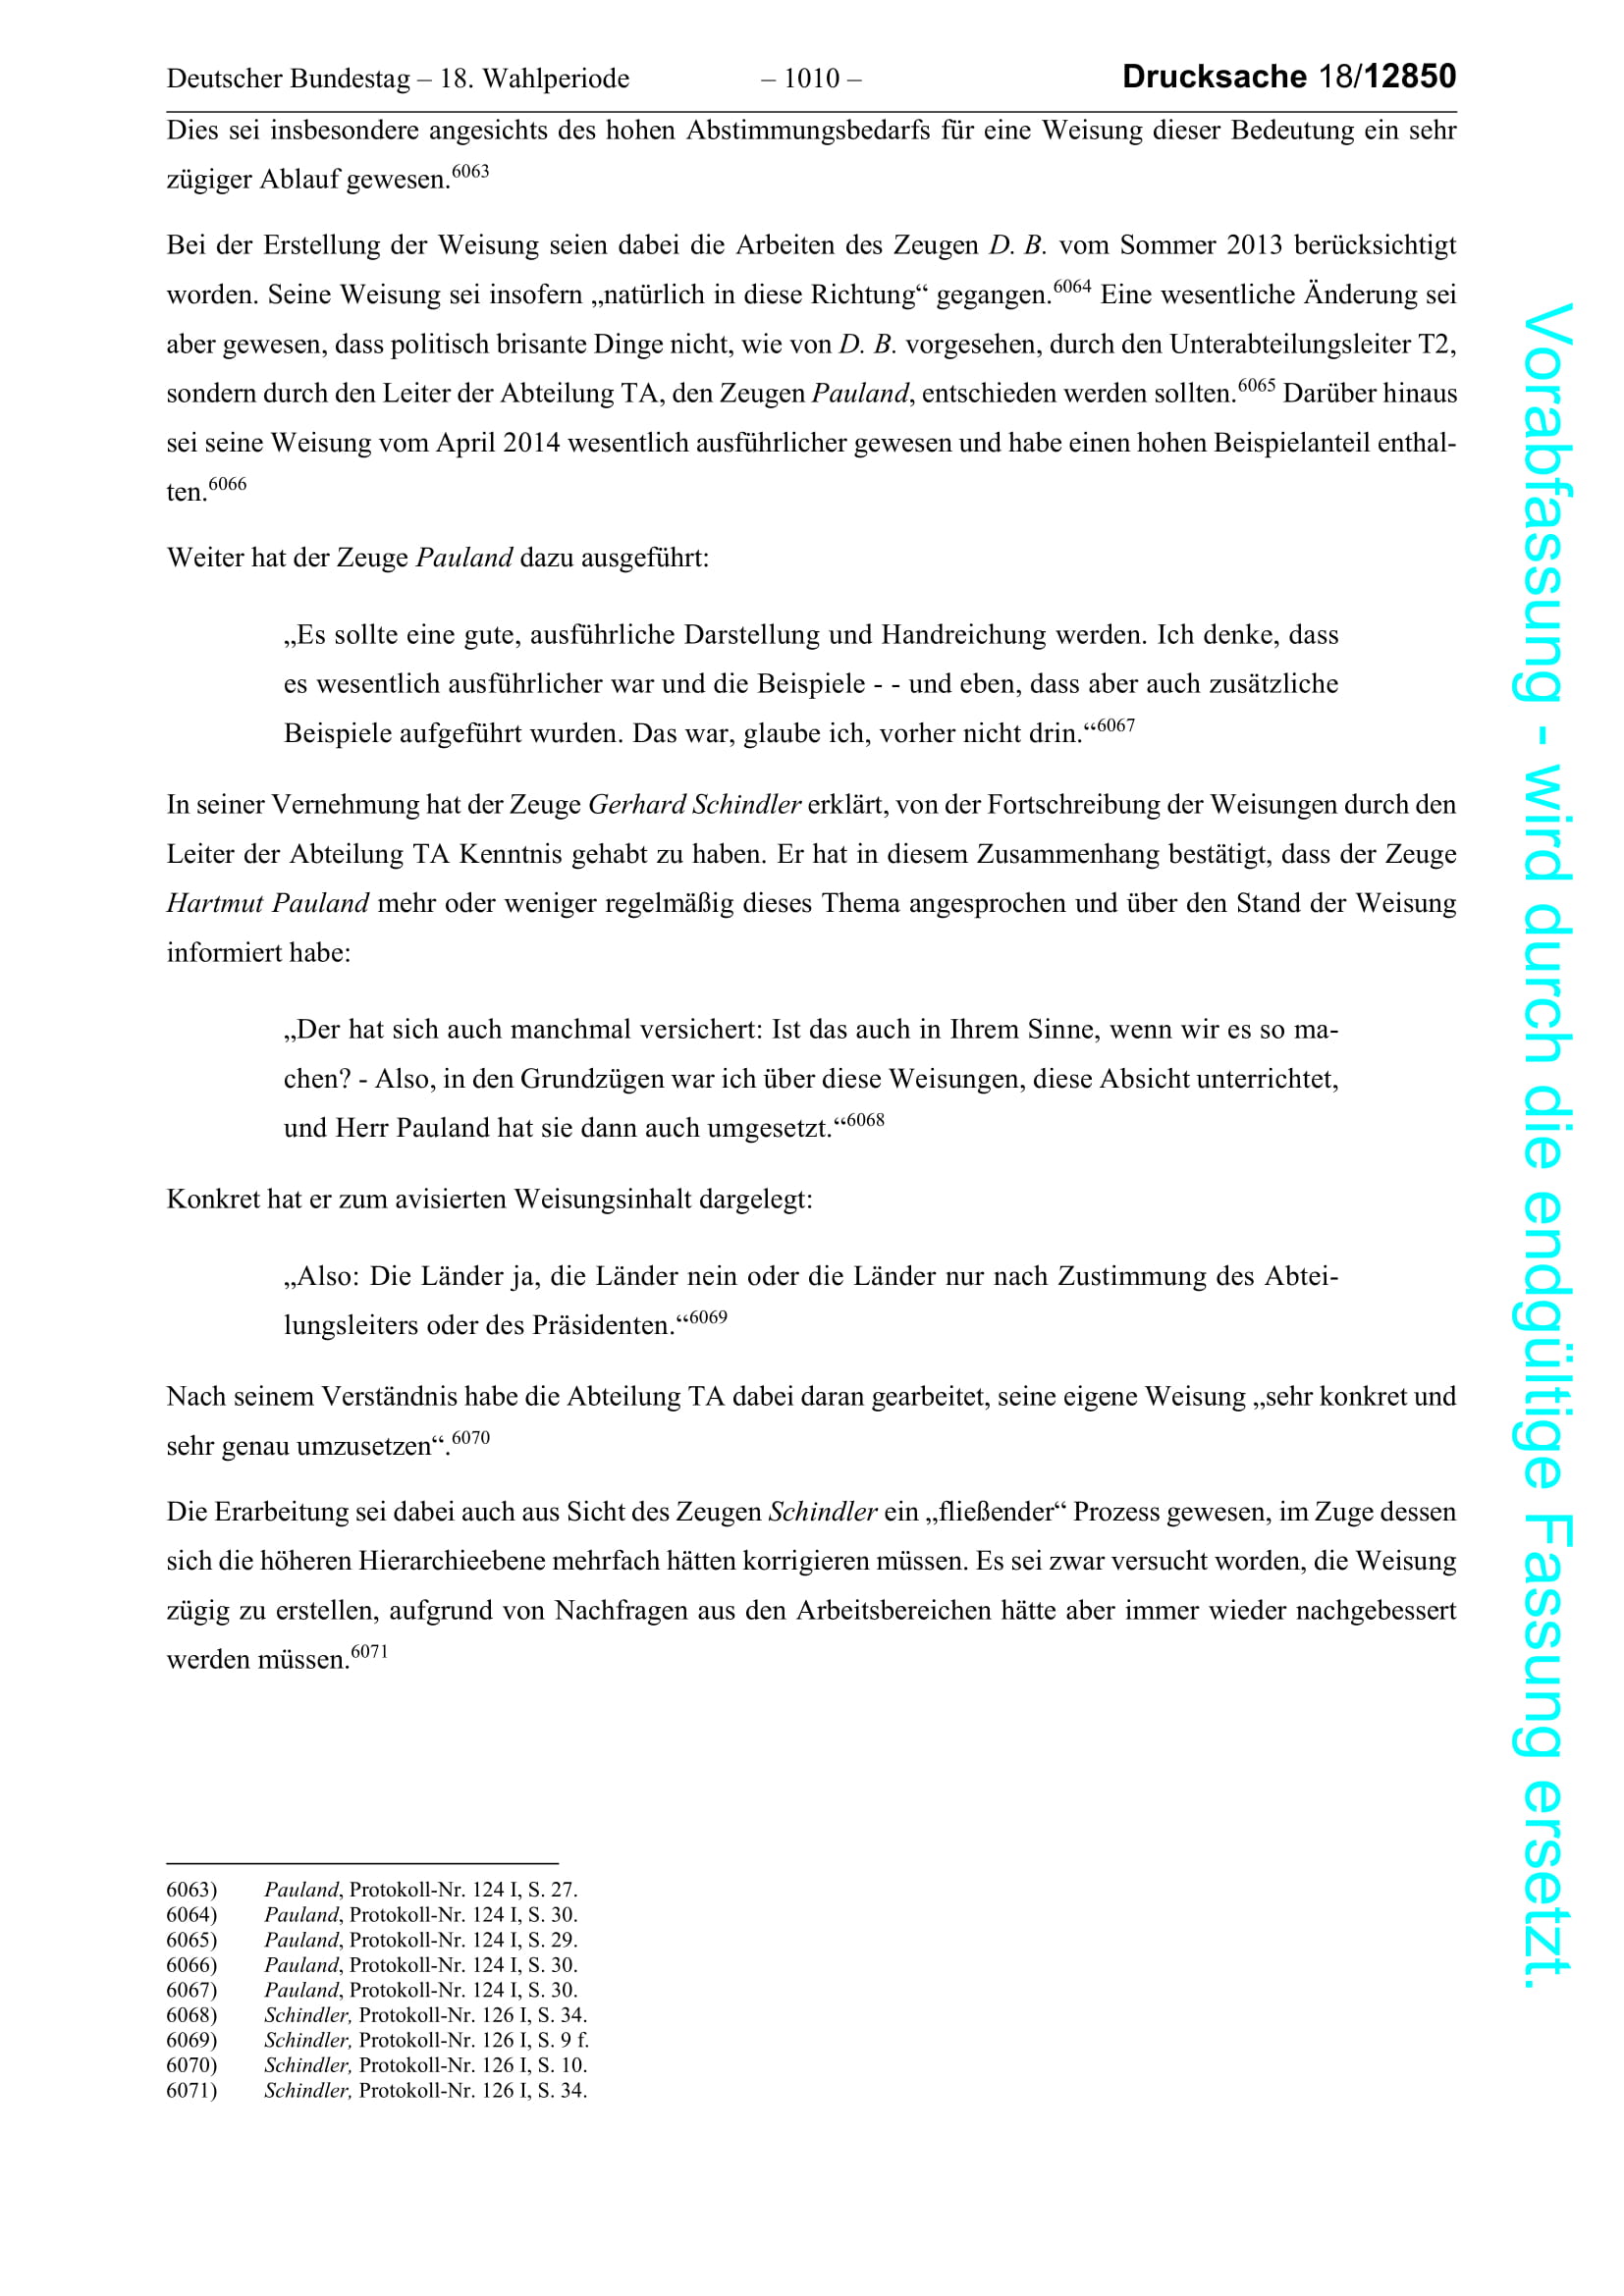 Deutscher Bundestag – 18. Wahlperiode – 1010 – Drucksache 18/12850
Dies sei insbesondere angesichts des hohen Abstimmungsbedarfs für eine Weisung dieser Bedeutung ein sehr
zügiger Ablauf gewesen.6063
Bei der Erstellung der Weisung seien dabei die Arbeiten des Zeugen D. B. vom Sommer 2013 berücksichtigt
worden. Seine Weisung sei insofern „natürlich in diese Richtung“ gegangen.6064 Eine wesentliche Änderung sei
aber gewesen, dass politisch brisante Dinge nicht, wie von D. B. vorgesehen, durch den Unterabteilungsleiter T2,
sondern durch den Leiter der Abteilung TA, den Zeugen Pauland, entschieden werden sollten.6065 Darüber hinaus
sei seine Weisung vom April 2014 wesentlich ausführlicher gewesen und habe einen hohen Beispielanteil enthal-
ten.6066
Weiter hat der Zeuge Pauland dazu ausgeführt:
„Es sollte eine gute, ausführliche Darstellung und Handreichung werden. Ich denke, dass
es wesentlich ausführlicher war und die Beispiele - - und eben, dass aber auch zusätzliche
Beispiele aufgeführt wurden. Das war, glaube ich, vorher nicht drin.“6067
In seiner Vernehmung hat der Zeuge Gerhard Schindler erklärt, von der Fortschreibung der Weisungen durch den
Leiter der Abteilung TA Kenntnis gehabt zu haben. Er hat in diesem Zusammenhang bestätigt, dass der Zeuge
Hartmut Pauland mehr oder weniger regelmäßig dieses Thema angesprochen und über den Stand der Weisung
informiert habe:
„Der hat sich auch manchmal versichert: Ist das auch in Ihrem Sinne, wenn wir es so ma-
chen? - Also, in den Grundzügen war ich über diese Weisungen, diese Absicht unterrichtet,
und Herr Pauland hat sie dann auch umgesetzt.“6068
Konkret hat er zum avisierten Weisungsinhalt dargelegt:
„Also: Die Länder ja, die Länder nein oder die Länder nur nach Zustimmung des Abtei-
lungsleiters oder des Präsidenten.“6069
Nach seinem Verständnis habe die Abteilung TA dabei daran gearbeitet, seine eigene Weisung „sehr konkret und
sehr genau umzusetzen“.6070
Die Erarbeitung sei dabei auch aus Sicht des Zeugen Schindler ein „fließender“ Prozess gewesen, im Zuge dessen
sich die höheren Hierarchieebene mehrfach hätten korrigieren müssen. Es sei zwar versucht worden, die Weisung
zügig zu erstellen, aufgrund von Nachfragen aus den Arbeitsbereichen hätte aber immer wieder nachgebessert
werden müssen.6071
6063) Pauland, Protokoll-Nr. 124 I, S. 27.
6064) Pauland, Protokoll-Nr. 124 I, S. 30.
6065) Pauland, Protokoll-Nr. 124 I, S. 29.
6066) Pauland, Protokoll-Nr. 124 I, S. 30.
6067) Pauland, Protokoll-Nr. 124 I, S. 30.
6068) Schindler, Protokoll-Nr. 126 I, S. 34.
6069) Schindler, Protokoll-Nr. 126 I, S. 9 f.
6070) Schindler, Protokoll-Nr. 126 I, S. 10.
6071) Schindler, Protokoll-Nr. 126 I, S. 34.
Vorabfassung - wird durch die endgültige Fassung ersetzt.